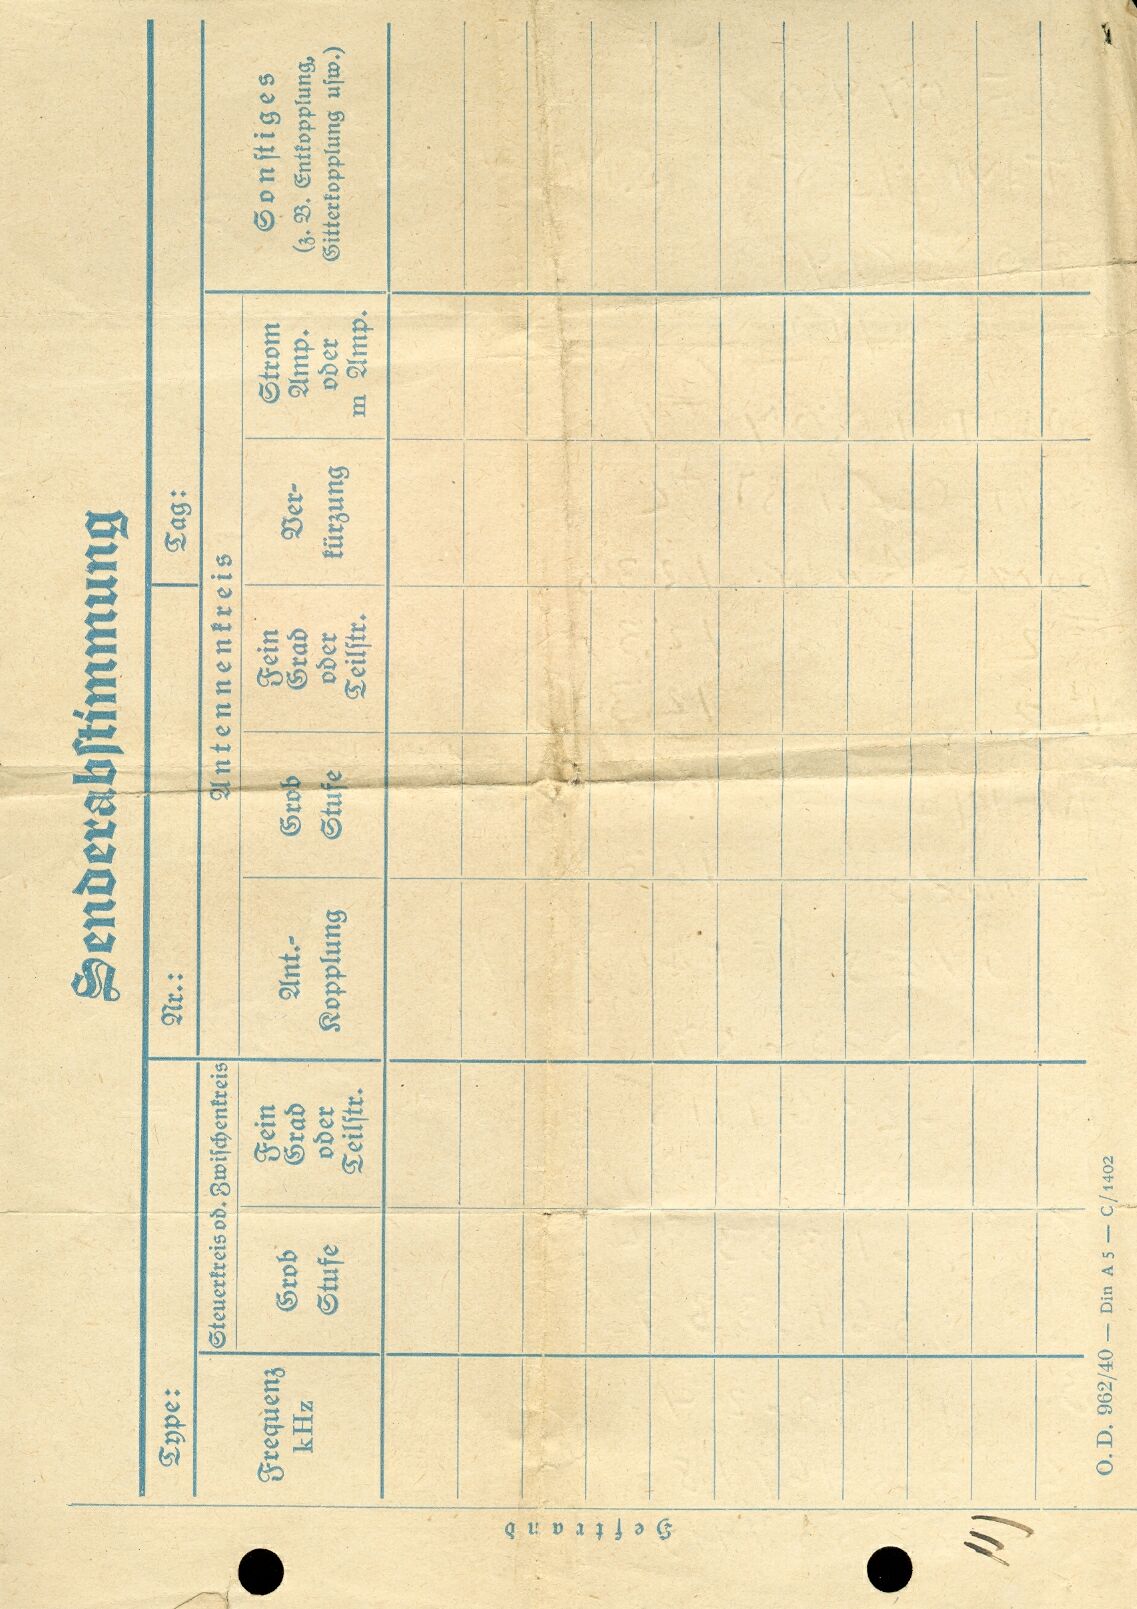 Senderabstimmung
Type:
Nr.:
Tag:
Frequenz
kHz
Steuerkreis od. Zwischenkreis
Grob
Stufe
Fein
Grad
oder
Teilstr.
Antennenkreis
Ant.-
Kopplung
Grob
Stufe
Fein
Grad
oder
Teilstr.
Ver-
kürzung
Strom
Amp.
oder
m Amp.
Sonstiges
(z. B. Entkopplung,
Gitterkopplung usw.)
Heftrand
O. D. 962/40 — Din A 5 — C/1402